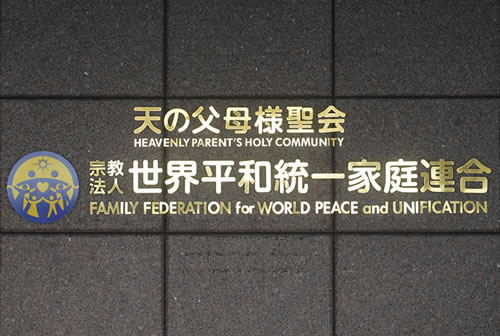 天の父母様聖会
HEAVENLY PARENT'S HOLY COMMUNITY
宗教法人 世界平和統一家庭連合
FAMILY FEDERATION for WORLD PEACE and UNIFICATION